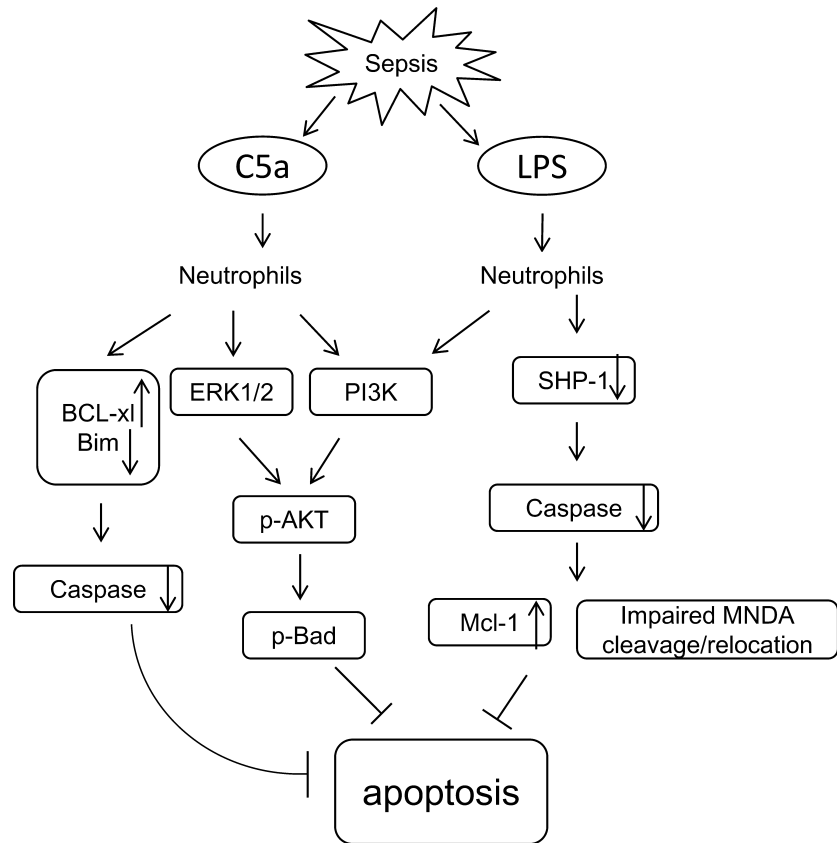 Sepsis
C5a
LPS
Neutrophils
Neutrophils
BCL-xl
Bim
ERK1/2
PI3K
SHP-1
p-AKT
Caspase
Caspase
p-Bad
Mcl-1
Impaired MNDA
cleavage/relocation
apoptosis